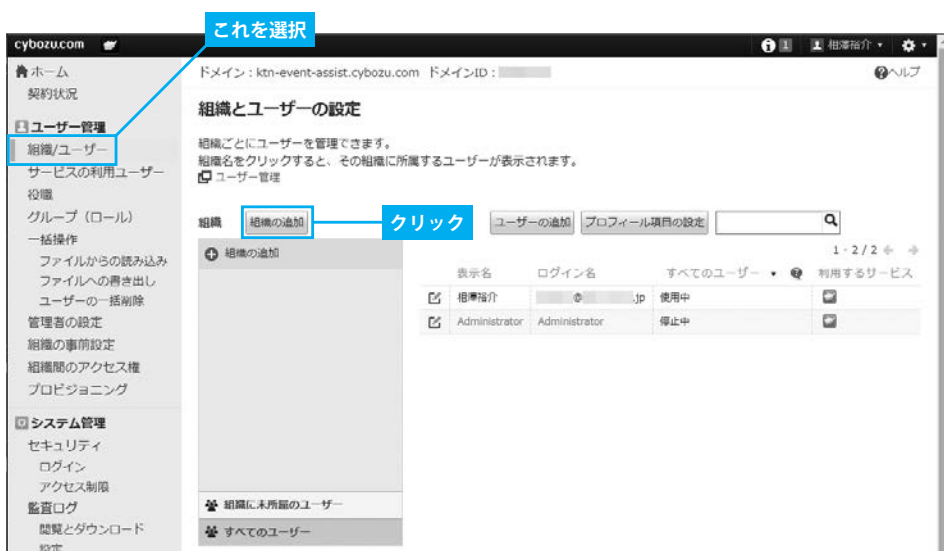 これを選択
cybozu.com
1 相澤裕介
ホーム
契約状況
ユーザー管理
組織/ユーザー
サービスの利用ユーザー
役職
グループ（ロール）
一括操作
ファイルからの読み込み
ファイルへの書き出し
ユーザーの一括削除
管理者の設定
組織の事前設定
組織間のアクセス権
プロビジョニング
システム管理
セキュリティ
ログイン
アクセス制限
監査ログ
閲覧とダウンロード
設定
ドメイン：ktn-event-assist.cybozu.com ドメインID：
ヘルプ
組織とユーザーの設定
組織ごとにユーザーを管理できます。
組織名をクリックすると、その組織に所属するユーザーが表示されます。
ユーザー管理
組織 組織の追加 クリック ユーザーの追加 プロフィール項目の設定
組織の追加
1 - 2 / 2
表示名 ログイン名 すべてのユーザー 利用するサービス
相澤裕介 @ .jp 使用中
Administrator Administrator 停止中
組織に未所属のユーザー
すべてのユーザー